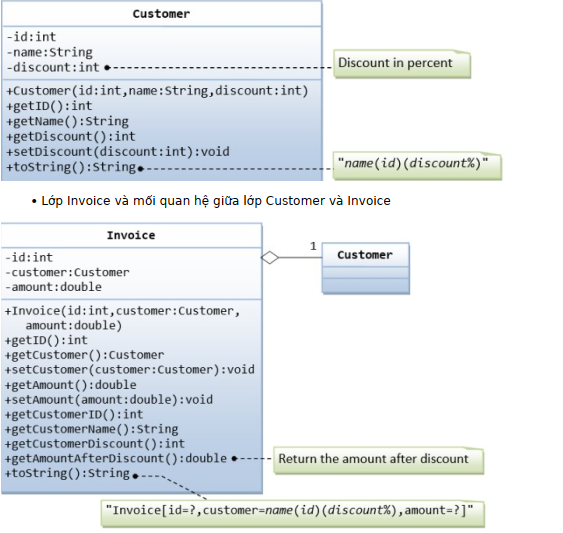 Customer
-id:int
-name:String
-discount:int
Discount in percent
+Customer(id:int,name:String,discount:int)
+getID():int
+getName():String
+getDiscount():int
+setDiscount(discount:int):void
+toString():String
"name(id)(discount%)"
• Lớp Invoice và mối quan hệ giữa lớp Customer và Invoice
Invoice
-id:int
-customer:Customer
-amount:double
1
Customer
+Invoice(id:int,customer:Customer,
amount:double)
+getID():int
+getCustomer():Customer
+setCustomer(customer:Customer):void
+getAmount():double
+setAmount(amount:double):void
+getCustomerID():int
+getCustomerName():String
+getCustomerDiscount():int
+getAmountAfterDiscount():double
Return the amount after discount
+toString():String
"Invoice[id=?,customer=name(id)(discount%),amount=?]"